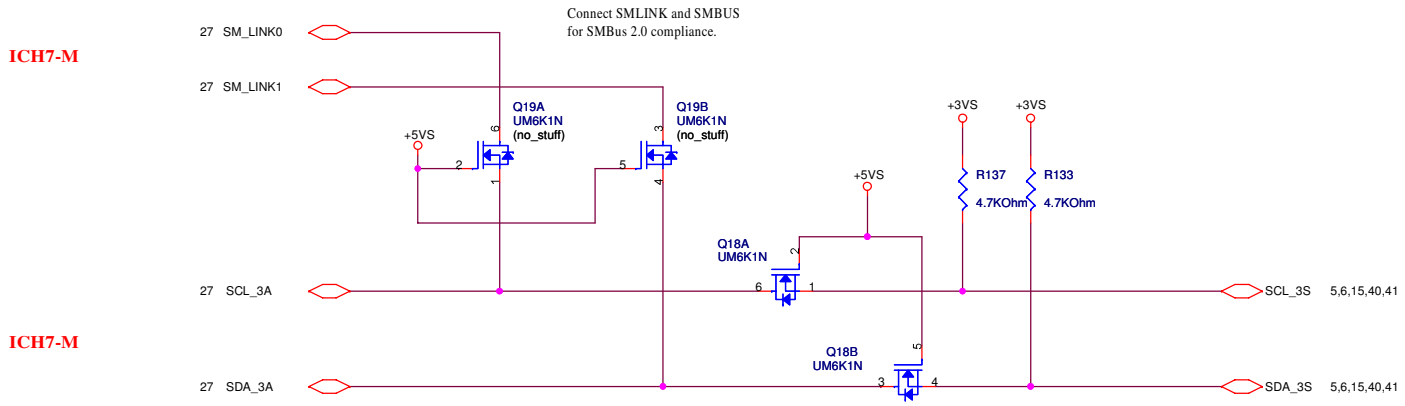 Connect SMLINK and SMBUS
for SMBus 2.0 compliance.
27 SM_LINK0
ICH7-M
27 SM_LINK1
Q19A
UM6K1N
(no_stuff)
6
2
1
+5VS
Q19B
UM6K1N
(no_stuff)
3
5
4
+3VS
+3VS
R137
4.7KOhm
R133
4.7KOhm
+5VS
Q18A
UM6K1N
2
6
1
27 SCL_3A
SCL_3S 5,6,15,40,41
ICH7-M
Q18B
UM6K1N
5
3
4
27 SDA_3A
SDA_3S 5,6,15,40,41